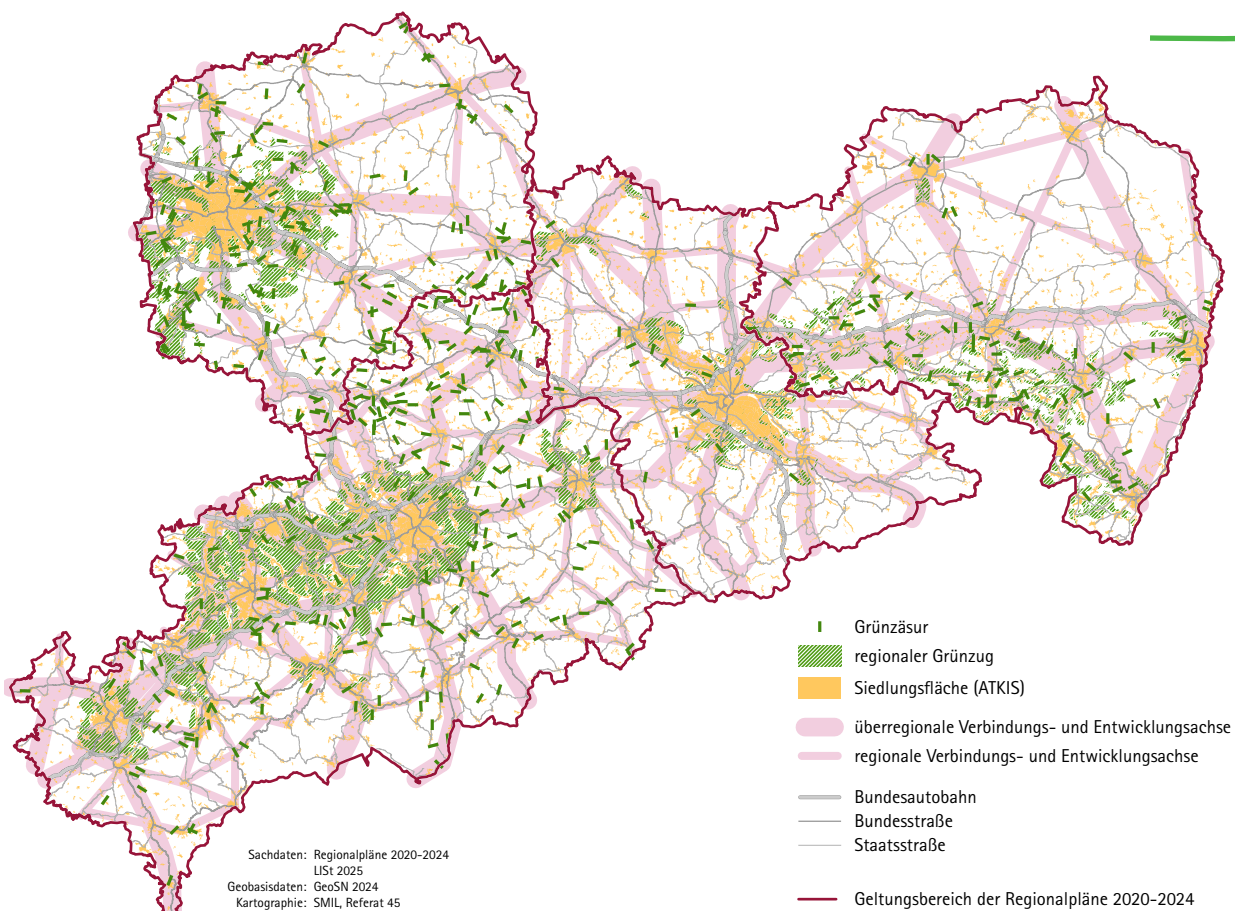 Grünzäsur
regionaler Grünzug
Siedlungsfläche (ATKIS)
überregionale Verbindungs- und Entwicklungsachse
regionale Verbindungs- und Entwicklungsachse
Bundesautobahn
Bundesstraße
Staatsstraße
Geltungsbereich der Regionalpläne 2020-2024
Sachdaten: Regionalpläne 2020-2024
LISt 2025
Geobasisdaten: GeoSN 2024
Kartographie: SMIL, Referat 45